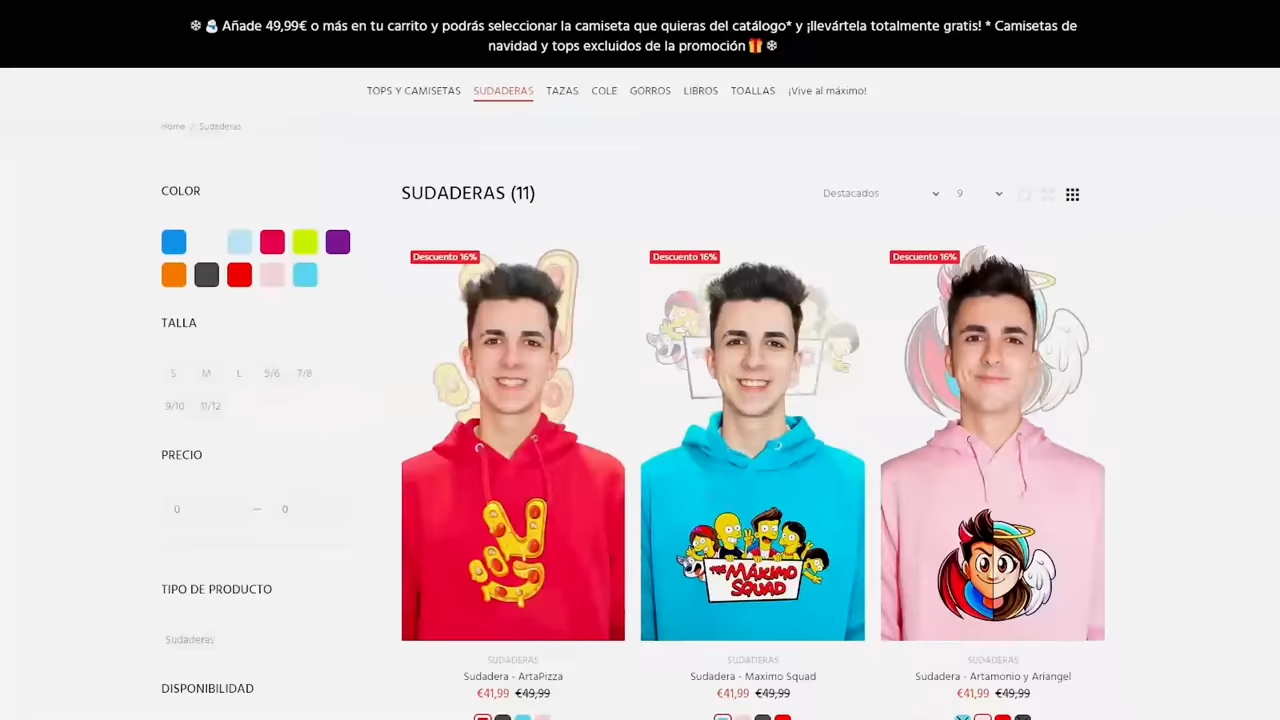 ❄⛄ Añade 49,99€ o más en tu carrito y podrás seleccionar la camiseta que quieras del catálogo* y ¡llevártela totalmente gratis! * Camisetas de
navidad y tops excluidos de la promoción🎁❄
TOPS Y CAMISETAS SUDADERAS TAZAS COLE GORROS LIBROS TOALLAS ¡Vive al máximo!
Home / Sudaderas
COLOR
TALLA
S M L 5/6 7/8
9/10 11/12
PRECIO
0 — 0
TIPO DE PRODUCTO
Sudaderas
DISPONIBILIDAD
SUDADERAS (11)
Destacados 9
Descuento 16% Descuento 16% Descuento 16%
THE MÁXIMO
SQUAD
SUDADERAS SUDADERAS SUDADERAS
Sudadera - ArtaPizza Sudadera - Maximo Squad Sudadera - Artamonio y Ariangel
€41,99 €49,99 €41,99 €49,99 €41,99 €49,99